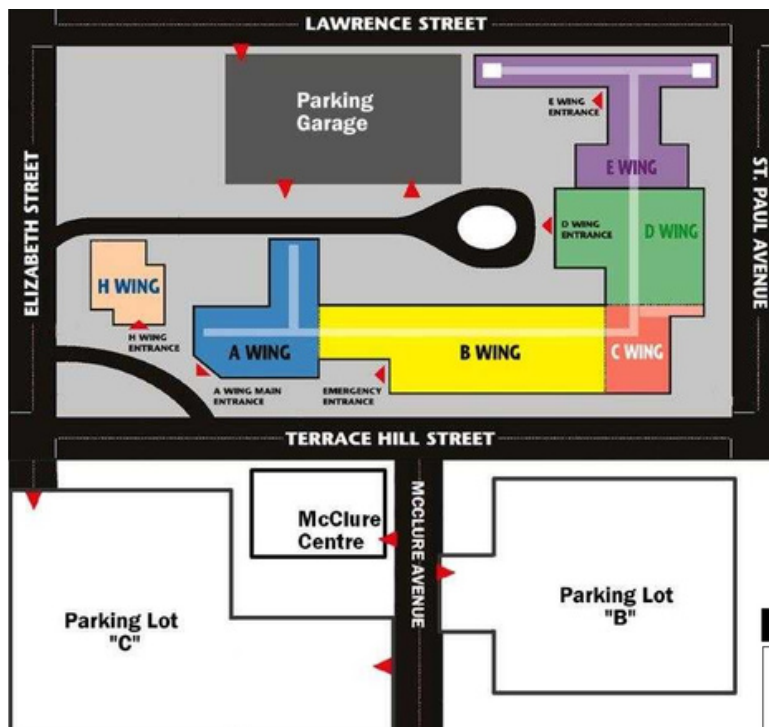 LAWRENCE STREET
Parking
Garage
E WING
ENTRANCE
E WING
ELIZABETH STREET
ST. PAUL AVENUE
D WING
ENTRANCE
D WING
H WING
H WING
ENTRANCE
A WING
B WING
C WING
A WING MAIN
ENTRANCE
EMERGENCY
ENTRANCE
TERRACE HILL STREET
McClure
Centre
MCCLURE AVENUE
Parking Lot
"C"
Parking Lot
"B"